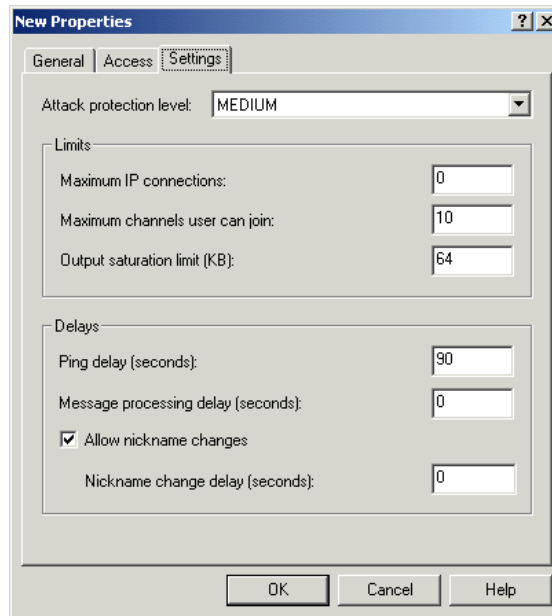 New Properties
General Access Settings
Attack protection level: MEDIUM
Limits
Maximum IP connections: 0
Maximum channels user can join: 10
Output saturation limit (KB): 64
Delays
Ping delay (seconds): 90
Message processing delay (seconds): 0
Allow nickname changes
Nickname change delay (seconds): 0
OK Cancel Help